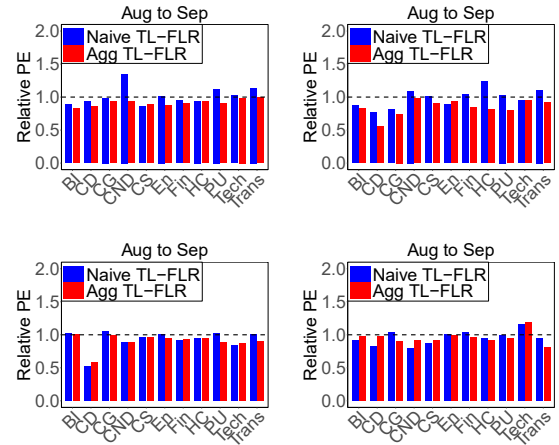 Aug to Sep
Relative PE
2.0
1.5
1.0
0.5
0.0
Naive TL-FLR
Agg TL-FLR
BI
CD
CG
CND
CS
En
Fin
HC
PU
Tech
Trans
Aug to Sep
Relative PE
2.0
1.5
1.0
0.5
0.0
Naive TL-FLR
Agg TL-FLR
BI
CD
CG
CND
CS
En
Fin
HC
PU
Tech
Trans
Aug to Sep
Relative PE
2.0
1.5
1.0
0.5
0.0
Naive TL-FLR
Agg TL-FLR
BI
CD
CG
CND
CS
En
Fin
HC
PU
Tech
Trans
Aug to Sep
Relative PE
2.0
1.5
1.0
0.5
0.0
Naive TL-FLR
Agg TL-FLR
BI
CD
CG
CND
CS
En
Fin
HC
PU
Tech
Trans